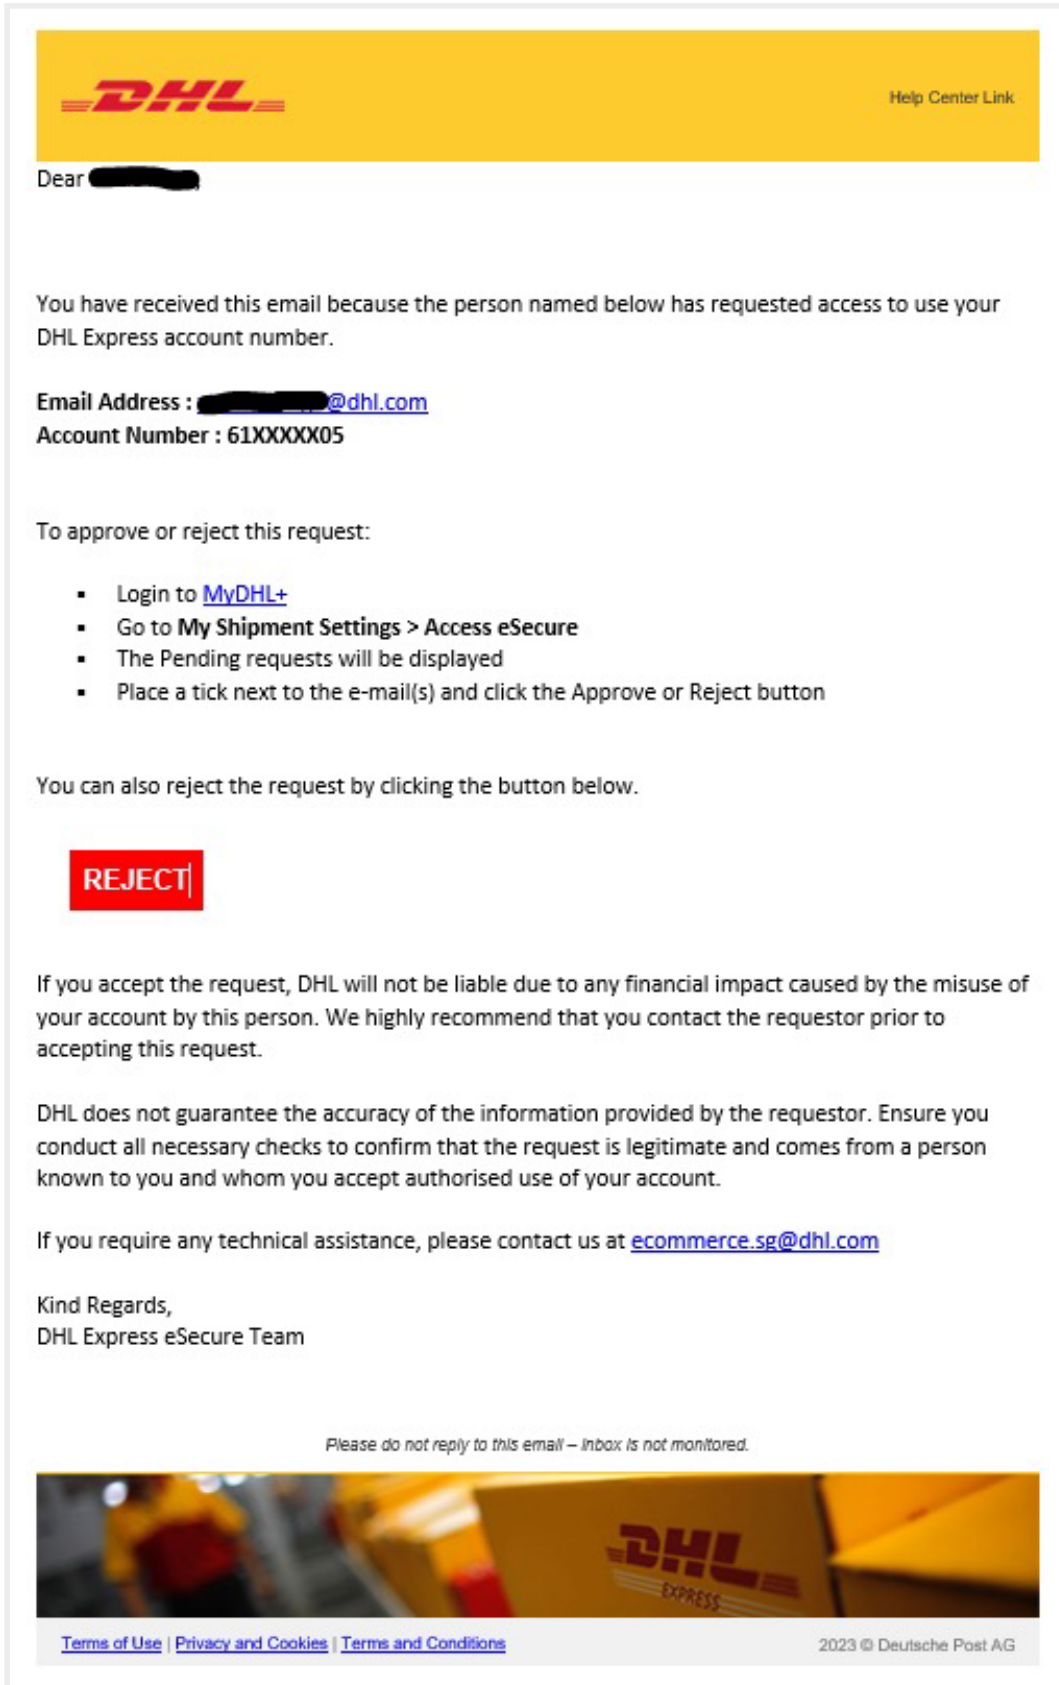 DHL
Help Center Link
Dear
You have received this email because the person named below has requested access to use your
DHL Express account number.
Email Address : @dhl.com
Account Number : 61XXXXX05
To approve or reject this request:
▪ Login to MyDHL+
▪ Go to My Shipment Settings > Access eSecure
▪ The Pending requests will be displayed
▪ Place a tick next to the e-mail(s) and click the Approve or Reject button
You can also reject the request by clicking the button below.
REJECT
If you accept the request, DHL will not be liable due to any financial impact caused by the misuse of
your account by this person. We highly recommend that you contact the requestor prior to
accepting this request.
DHL does not guarantee the accuracy of the information provided by the requestor. Ensure you
conduct all necessary checks to confirm that the request is legitimate and comes from a person
known to you and whom you accept authorised use of your account.
If you require any technical assistance, please contact us at ecommerce.sg@dhl.com
Kind Regards,
DHL Express eSecure Team
Please do not reply to this email – inbox is not monitored.
DHL
EXPRESS
Terms of Use | Privacy and Cookies | Terms and Conditions
2023 © Deutsche Post AG